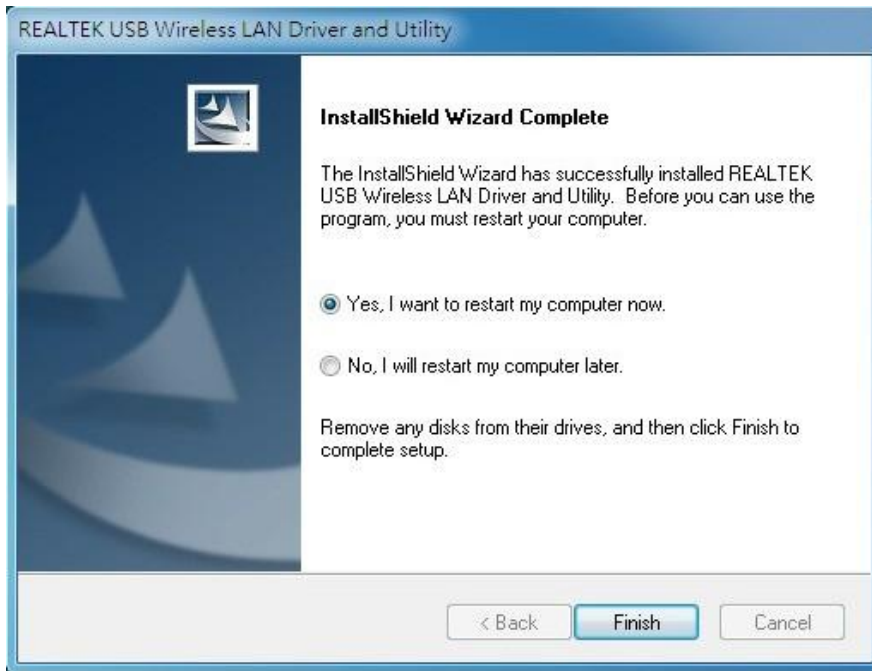 REALTEK USB Wireless LAN Driver and Utility
InstallShield Wizard Complete
The InstallShield Wizard has successfully installed REALTEK
USB Wireless LAN Driver and Utility. Before you can use the
program, you must restart your computer.
Yes, I want to restart my computer now.
No, I will restart my computer later.
Remove any disks from their drives, and then click Finish to
complete setup.
< Back Finish Cancel